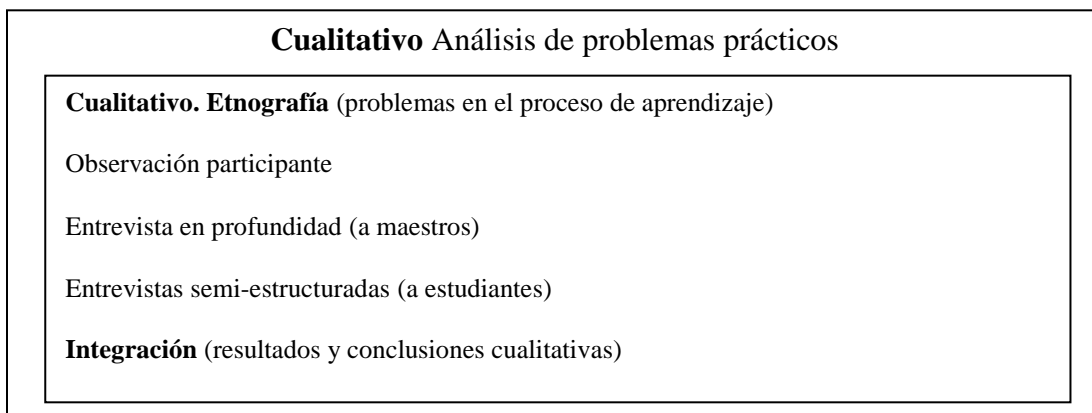 Cualitativo Análisis de problemas prácticos
Cualitativo. Etnografía (problemas en el proceso de aprendizaje)
Observación participante
Entrevista en profundidad (a maestros)
Entrevistas semi-estructuradas (a estudiantes)
Integración (resultados y conclusiones cualitativas)